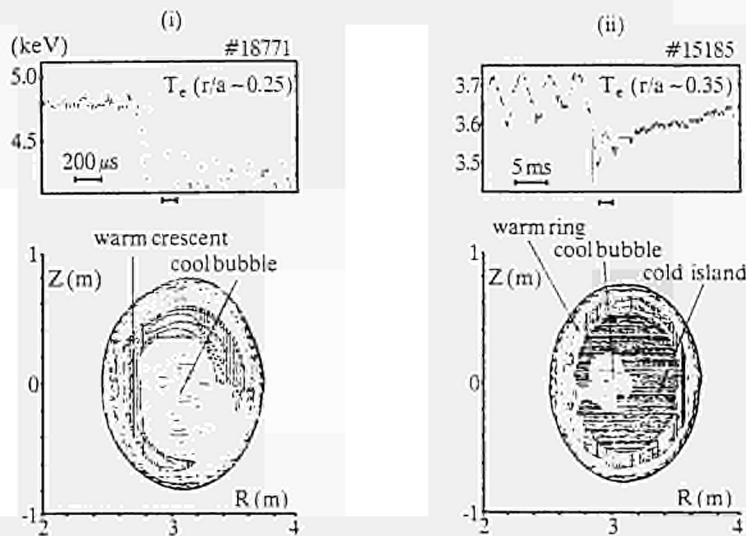 (i)
(keV) #18771
5.0
T_e (r/a ~0.25)
4.5
200 μs
warm crescent
cool bubble
1
Z (m)
0
-1
R (m)
2 3 4
(ii)
#15185
3.7
T_e (r/a ~0.35)
3.6
3.5
5 ms
warm ring
cool bubble
cold island
1
Z (m)
0
-1
R (m)
2 3 4